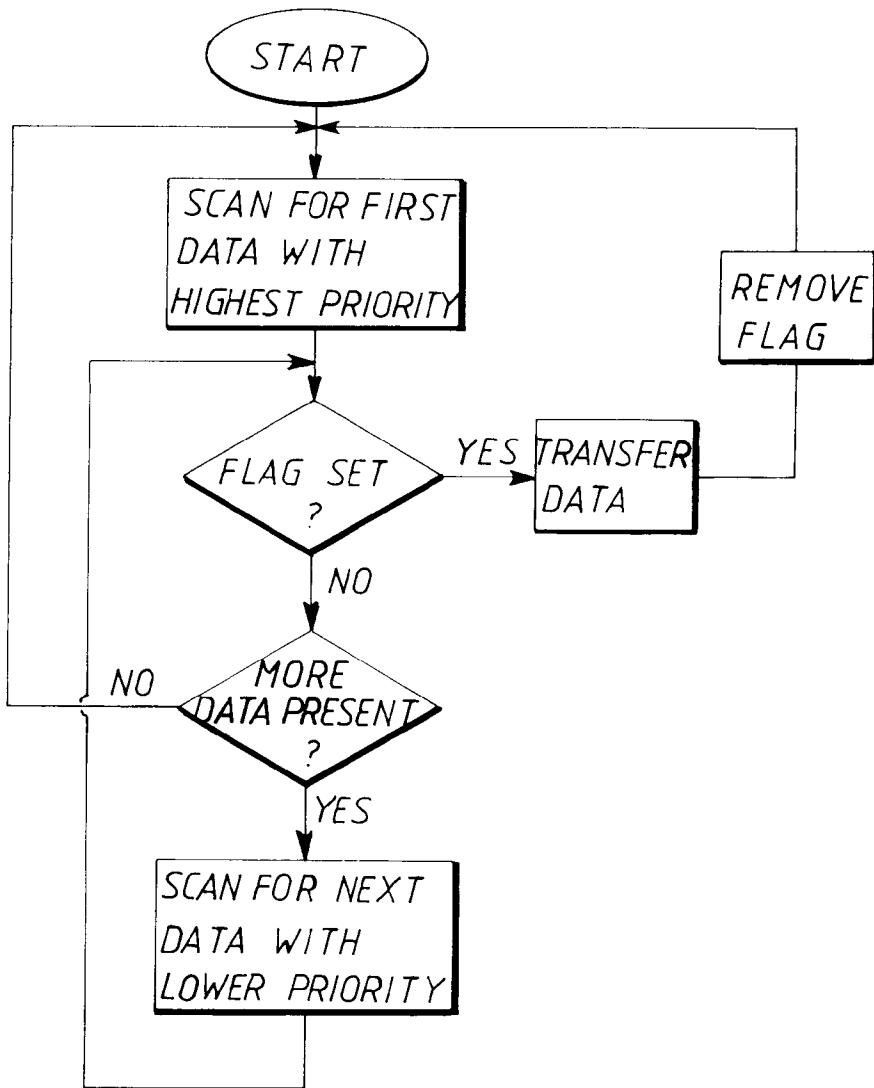 START
SCAN FOR FIRST
DATA WITH
HIGHEST PRIORITY
REMOVE
FLAG
FLAG SET
?
YES
TRANSFER
DATA
NO
MORE
DATA PRESENT
?
NO
YES
SCAN FOR NEXT
DATA WITH
LOWER PRIORITY